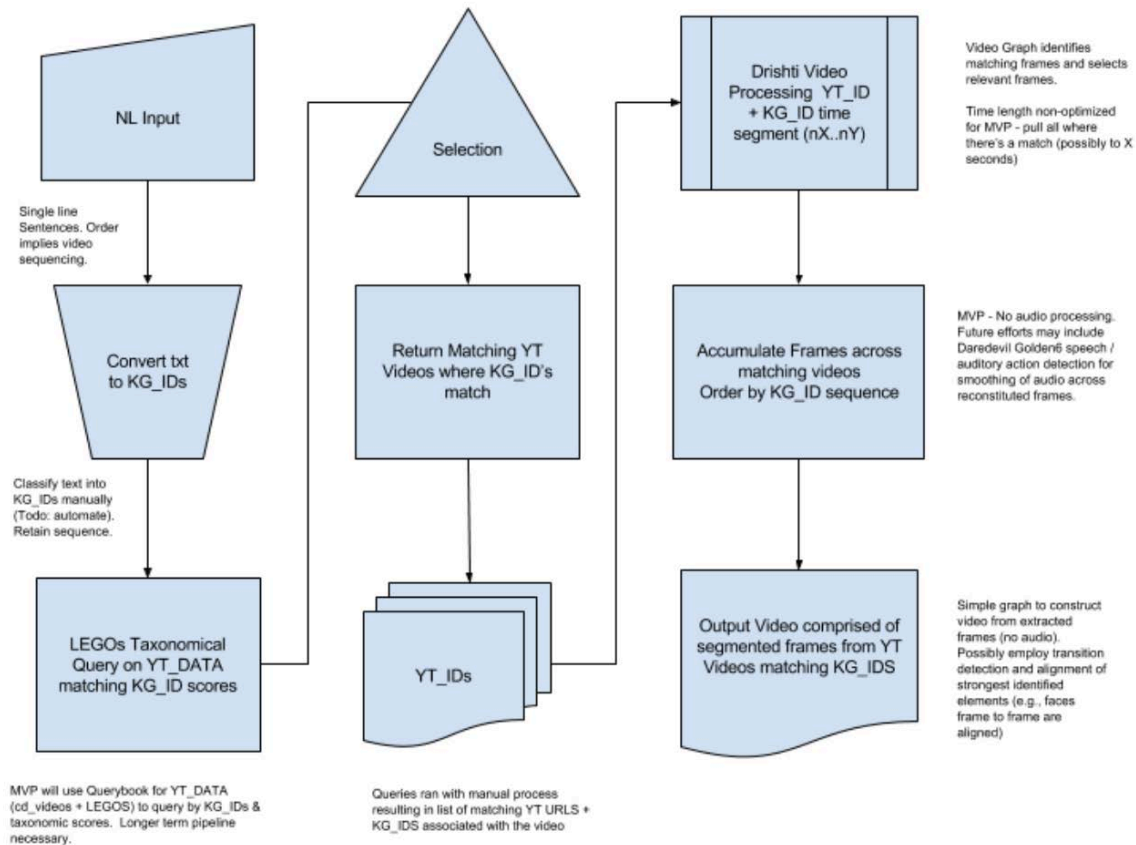 NL Input
Single line
Sentences. Order
implies video
sequencing.
Convert txt
to KG_IDs
Classify text into
KG_IDs manually
(Todo: automate).
Retain sequence.
LEGOs Taxonomical
Query on YT_DATA
matching KG_ID scores
MVP will use Querybook for YT_DATA
(cd_videos + LEGOS) to query by KG_IDs &
taxonomic scores. Longer term pipeline
necessary.
Selection
Return Matching YT
Videos where KG_ID's
match
YT_IDs
Queries ran with manual process
resulting in list of matching YT URLS +
KG_IDS associated with the video
Drishti Video
Processing YT_ID
+ KG_ID time
segment (nX..nY)
Video Graph identifies
matching frames and selects
relevant frames.
Time length non-optimized
for MVP - pull all where
there's a match (possibly to X
seconds)
Accumulate Frames across
matching videos
Order by KG_ID sequence
MVP - No audio processing.
Future efforts may include
Daredevil Golden6 speech /
auditory action detection for
smoothing of audio across
reconstituted frames.
Output Video comprised of
segmented frames from YT
Videos matching KG_IDS
Simple graph to construct
video from extracted
frames (no audio).
Possibly employ transition
detection and alignment of
strongest identified
elements (e.g., faces
frame to frame are
aligned)